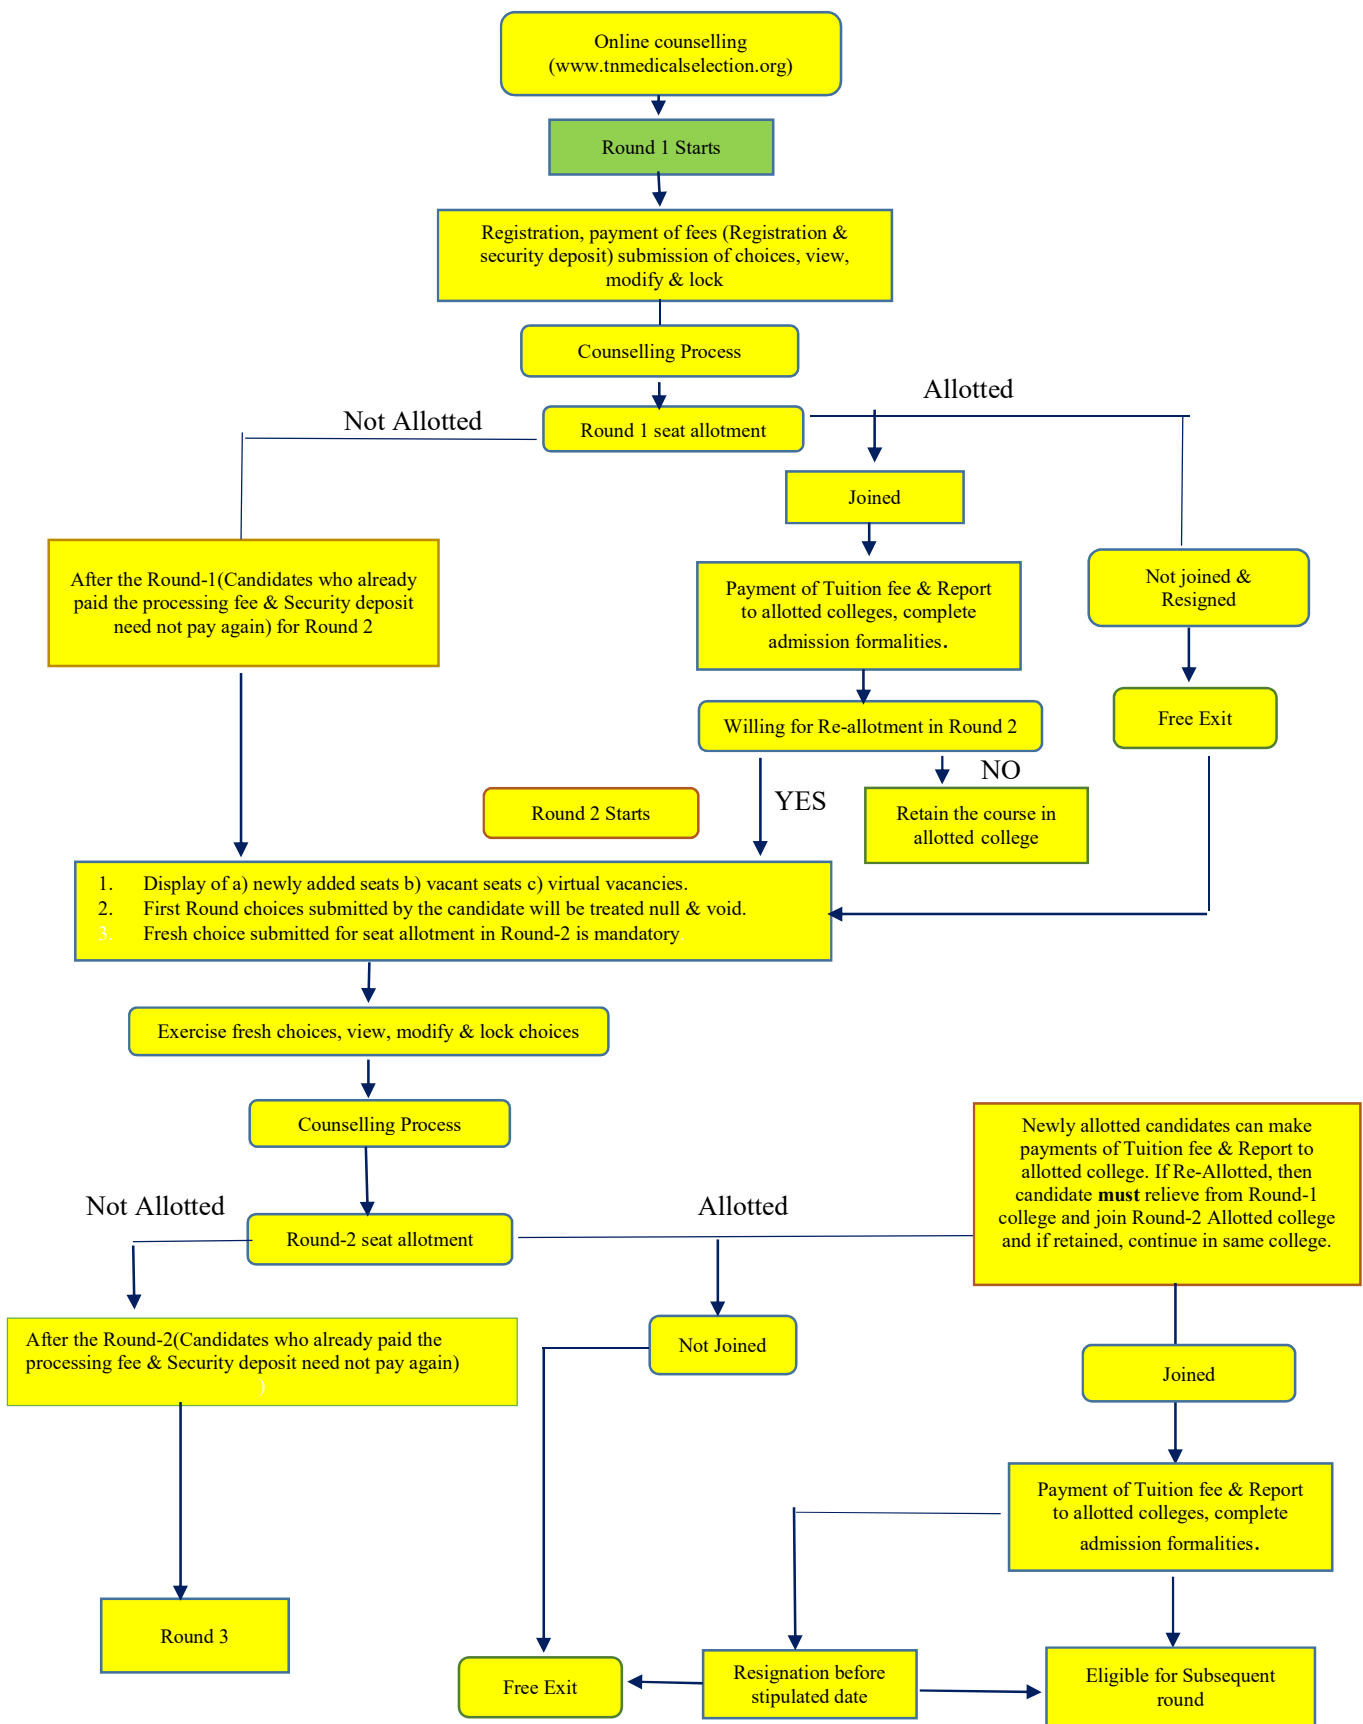 Online counselling
(www.tnmedicalselection.org)
Round 1 Starts
Registration, payment of fees (Registration &
security deposit) submission of choices, view,
modify & lock
Counselling Process
Allotted
Not Allotted
Round 1 seat allotment
Joined
After the Round-1(Candidates who already
paid the processing fee & Security deposit
need not pay again) for Round 2
Payment of Tuition fee & Report
to allotted colleges, complete
admission formalities.
Not joined &
Resigned
Willing for Re-allotment in Round 2
Free Exit
NO
YES
Round 2 Starts
Retain the course in
allotted college
1. Display of a) newly added seats b) vacant seats c) virtual vacancies.
2. First Round choices submitted by the candidate will be treated null & void.
3. Fresh choice submitted for seat allotment in Round-2 is mandatory
Exercise fresh choices, view, modify & lock choices
Counselling Process
Newly allotted candidates can make
payments of Tuition fee & Report to
allotted college. If Re-Allotted, then
candidate must relieve from Round-1
college and join Round-2 Allotted college
and if retained, continue in same college.
Not Allotted
Allotted
Round-2 seat allotment
After the Round-2(Candidates who already paid the
processing fee & Security deposit need not pay again)
)
Not Joined
Joined
Payment of Tuition fee & Report
to allotted colleges, complete
admission formalities.
Round 3
Free Exit
Resignation before
stipulated date
Eligible for Subsequent
round